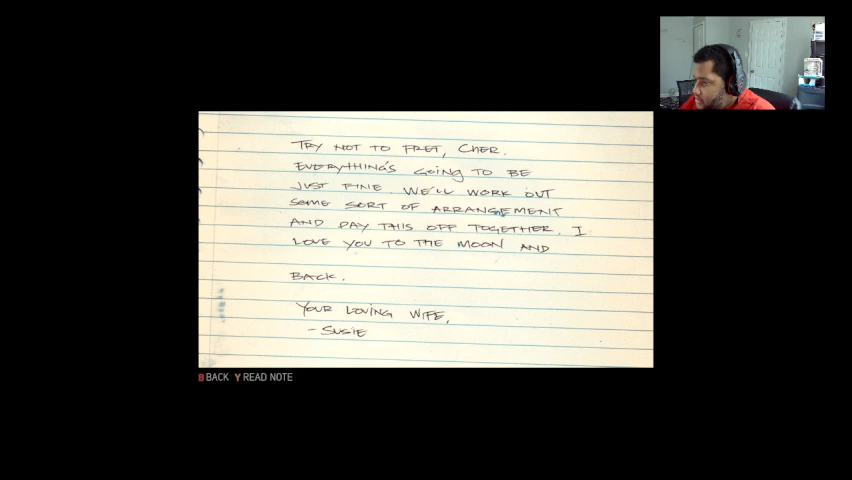 TRY NOT TO FRET, CHER.
EVERYTHING'S GOING TO BE
JUST FINE. WE'LL WORK OUT
SOME SORT OF ARRANGEMENT
AND PAY THIS OFF TOGETHER. I
LOVE YOU TO THE MOON AND
BACK.
YOUR LOVING WIFE,
- SUSIE
B BACK Y READ NOTE